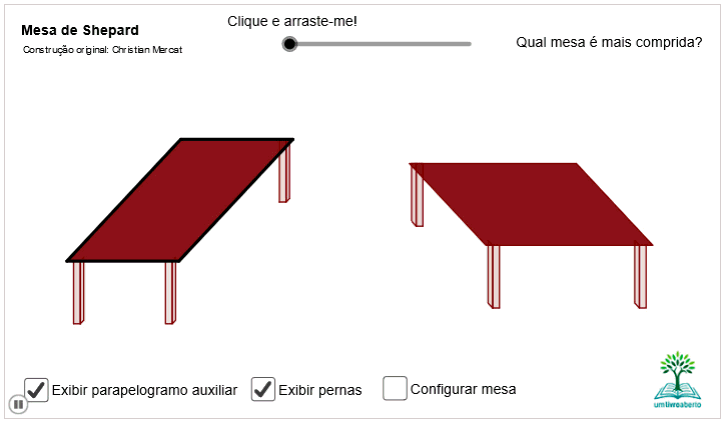 Mesa de Shepard
Construção original: Christian Mercat
Clique e arraste-me!
Qual mesa é mais comprida?
Exibir parapelogramo auxiliar
Exibir pernas
Configurar mesa
umlivroaberto